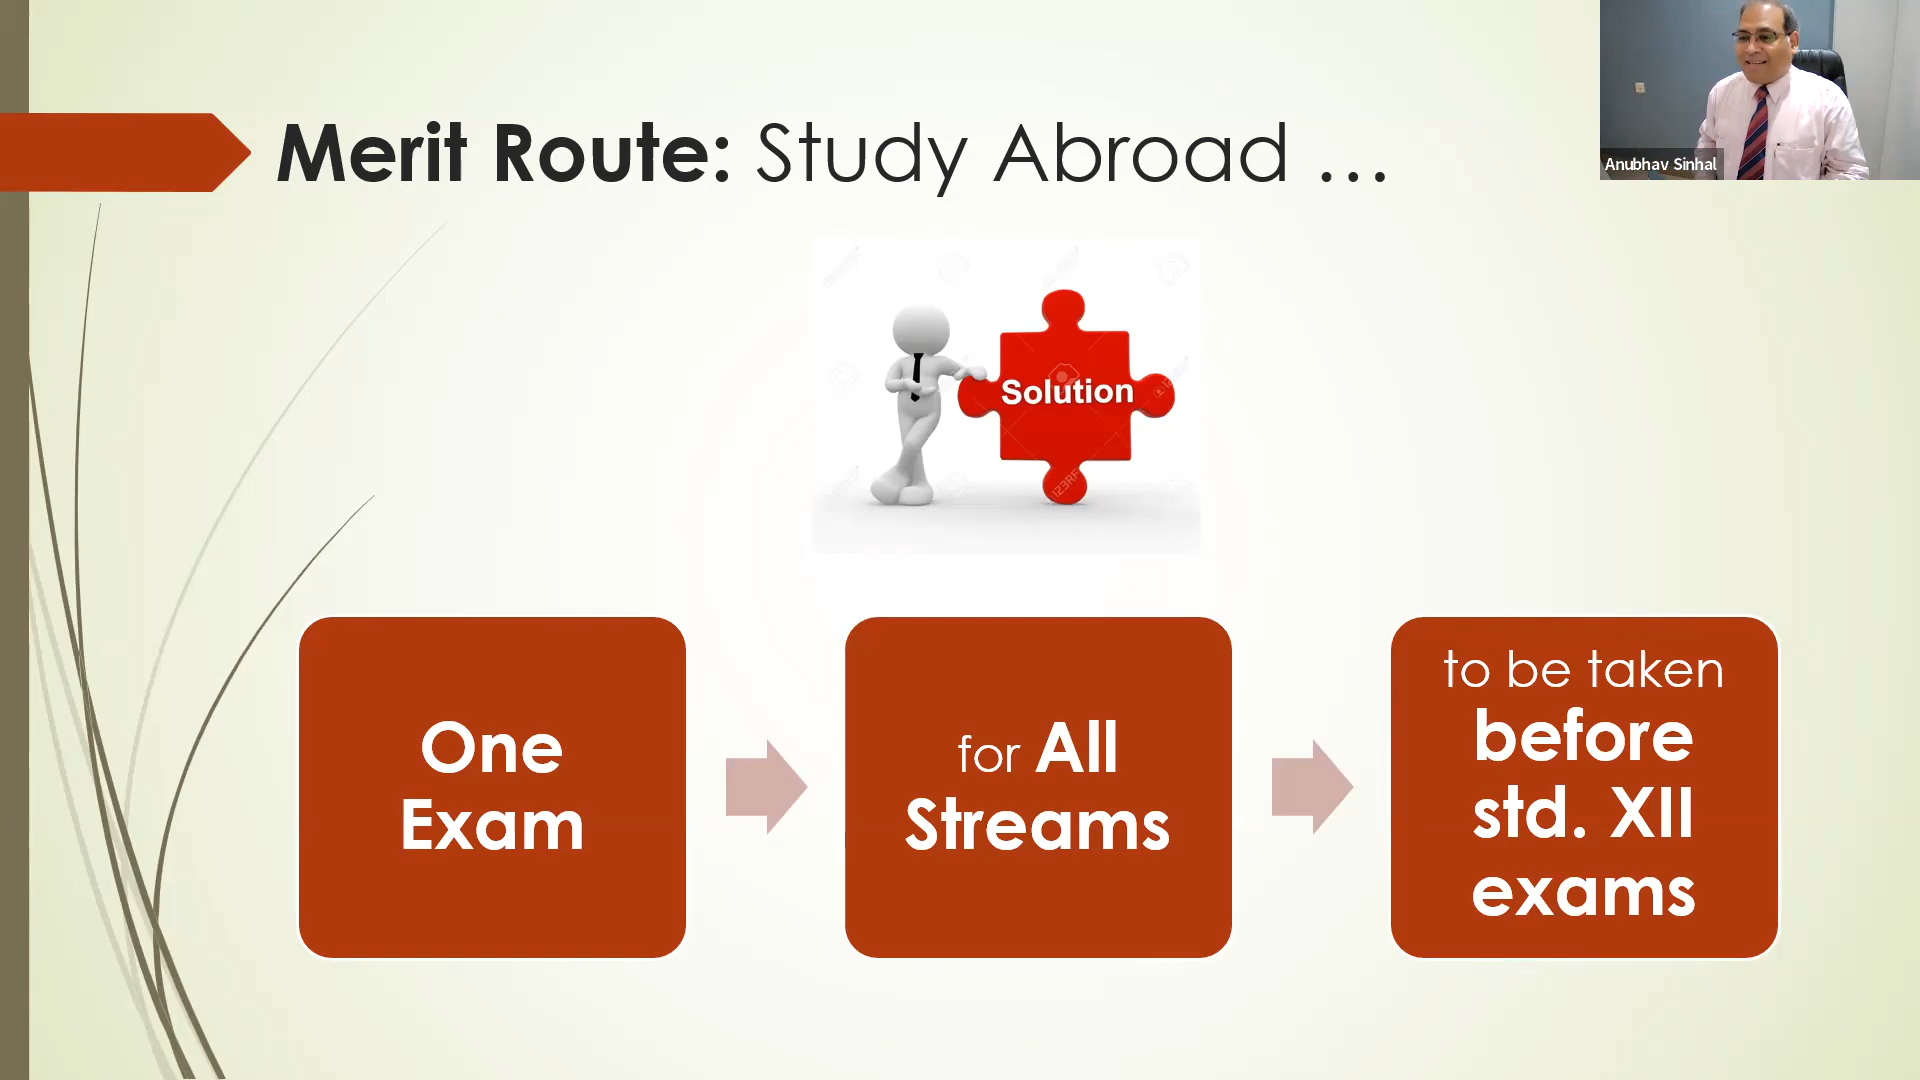 Merit Route: Study Abroad ...
Anubhav Sinhal
Solution
123RF
One
Exam
for All
Streams
to be taken
before
std. XII
exams